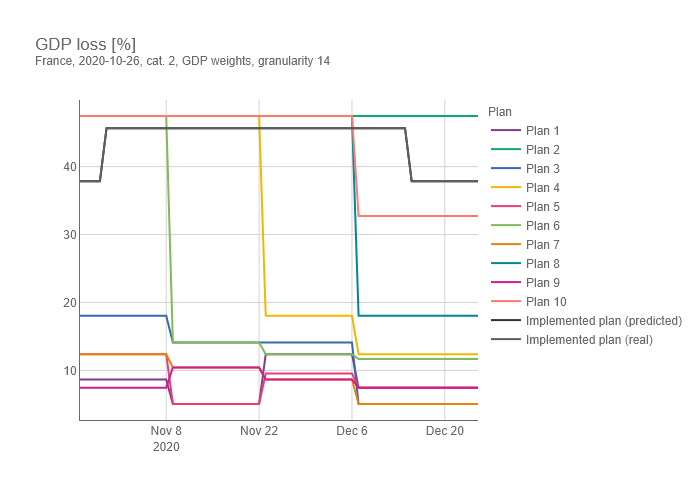 GDP loss [%]
France, 2020-10-26, cat. 2, GDP weights, granularity 14
Plan
Plan 1
Plan 2
Plan 3
Plan 4
Plan 5
Plan 6
Plan 7
Plan 8
Plan 9
Plan 10
Implemented plan (predicted)
Implemented plan (real)
40
30
20
10
Nov 8 Nov 22 Dec 6 Dec 20
2020